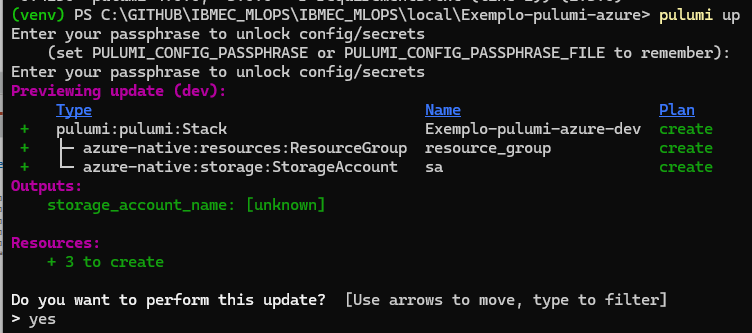 (venv) PS C:\GITHUB\IBMEC_MLOPS\IBMEC_MLOPS\local\Exemplo-pulumi-azure> pulumi up
Enter your passphrase to unlock config/secrets
    (set PULUMI_CONFIG_PASSPHRASE or PULUMI_CONFIG_PASSPHRASE_FILE to remember):
Enter your passphrase to unlock config/secrets
Previewing update (dev):
     Type                                     Name                      Plan
 +   pulumi:pulumi:Stack                      Exemplo-pulumi-azure-dev  create
 +   ├─ azure-native:resources:ResourceGroup  resource_group            create
 +   └─ azure-native:storage:StorageAccount   sa                        create
Outputs:
    storage_account_name: [unknown]
Resources:
    + 3 to create
Do you want to perform this update?  [Use arrows to move, type to filter]
> yes